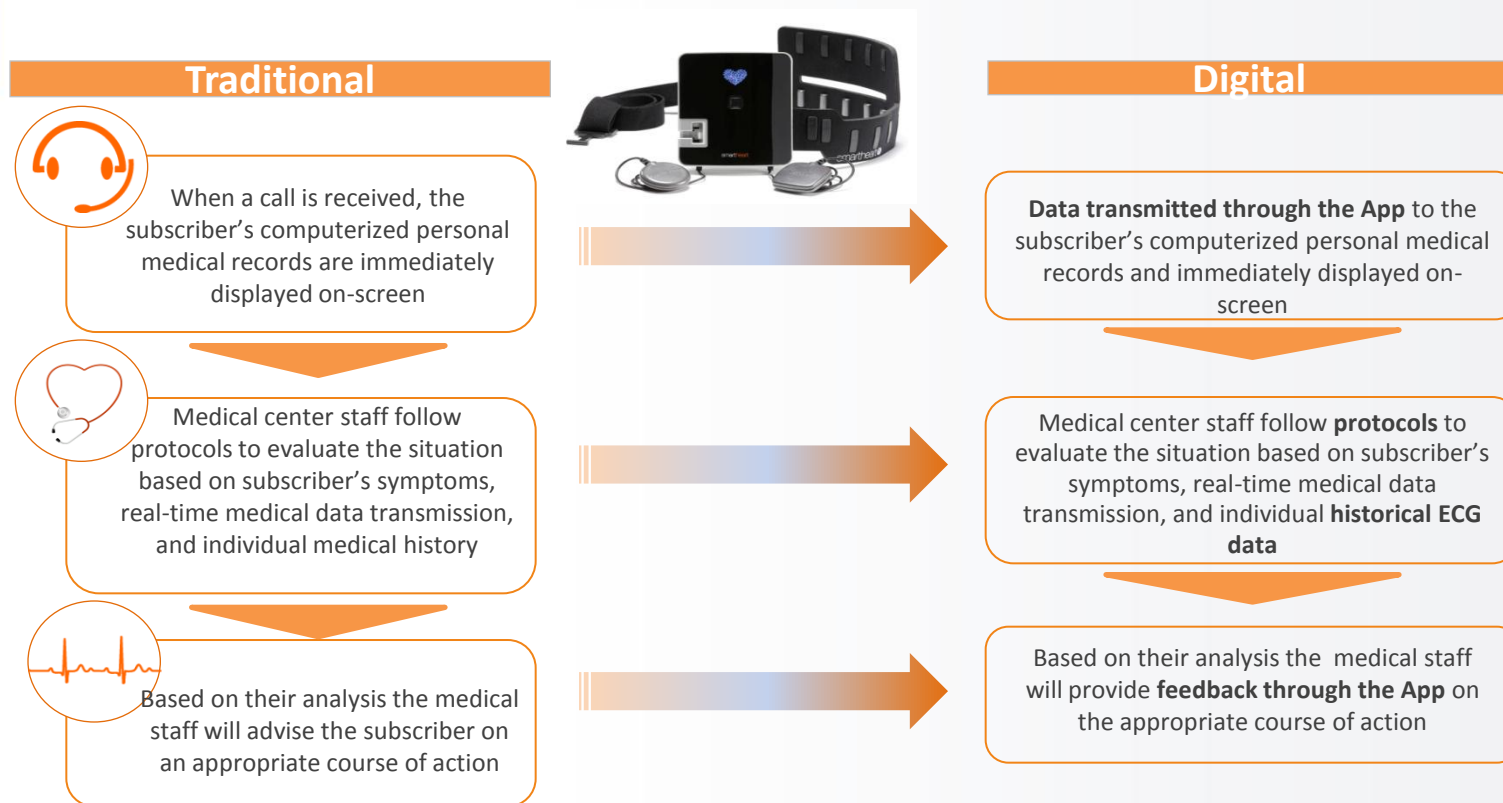 Traditional
When a call is received, the
subscriber’s computerized personal
medical records are immediately
displayed on-screen
Medical center staff follow
protocols to evaluate the situation
based on subscriber’s symptoms,
real-time medical data transmission,
and individual medical history
Based on their analysis the medical
staff will advise the subscriber on
an appropriate course of action
smartheart
smartheart
Digital
Data transmitted through the App to the
subscriber’s computerized personal medical
records and immediately displayed on-
screen
Medical center staff follow protocols to
evaluate the situation based on subscriber’s
symptoms, real-time medical data
transmission, and individual historical ECG
data
Based on their analysis the  medical staff
will provide feedback through the App on
the appropriate course of action